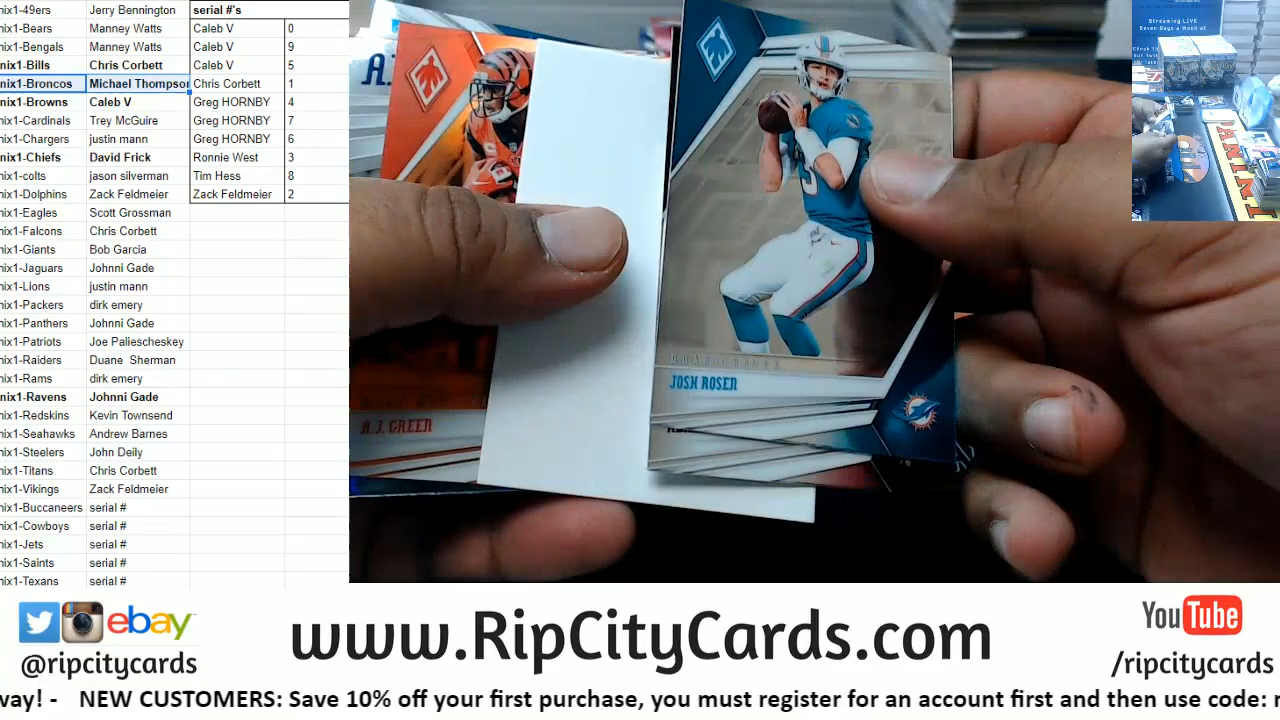 nix1-49ers Jerry Bennington serial #'s
nix1-Bears Manney Watts Caleb V 0
nix1-Bengals Manney Watts Caleb V 9
nix1-Bills Chris Corbett Caleb V 5
nix1-Broncos Michael Thompson Chris Corbett 1
nix1-Browns Caleb V Greg HORNBY 4
nix1-Cardinals Trey McGuire Greg HORNBY 7
nix1-Chargers justin mann Greg HORNBY 6
nix1-Chiefs David Frick Ronnie West 3
nix1-colts jason silverman Tim Hess 8
nix1-Dolphins Zack Feldmeier Zack Feldmeier 2
nix1-Eagles Scott Grossman
nix1-Falcons Chris Corbett
nix1-Giants Bob Garcia
nix1-Jaguars Johnni Gade
nix1-Lions justin mann
nix1-Packers dirk emery
nix1-Panthers Johnni Gade
nix1-Patriots Joe Paliescheskey
nix1-Raiders Duane Sherman
nix1-Rams dirk emery
nix1-Ravens Johnni Gade
nix1-Redskins Kevin Townsend
nix1-Seahawks Andrew Barnes
nix1-Steelers John Deily
nix1-Titans Chris Corbett
nix1-Vikings Zack Feldmeier
nix1-Buccaneers serial #
nix1-Cowboys serial #
nix1-Jets serial #
nix1-Saints serial #
nix1-Texans serial #
A.J. GREEN
QUARTERBACK
JOSH ROSEN
Streaming LIVE
Seven Days a Week at
PANINI
ebay
@ripcitycards
www.RipCityCards.com
YouTube
/ripcitycards
way! - NEW CUSTOMERS: Save 10% off your first purchase, you must register for an account first and then use code: